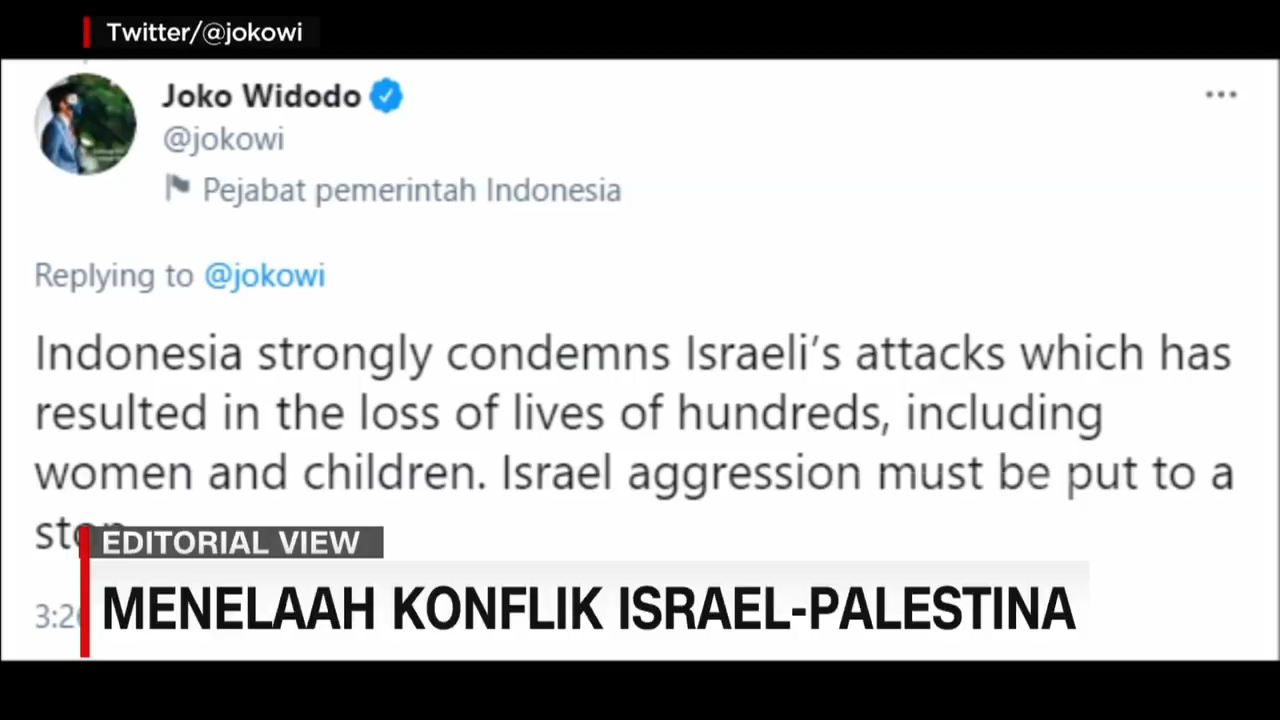 Twitter/@jokowi
Joko Widodo
@jokowi
Pejabat pemerintah Indonesia
Replying to @jokowi
Indonesia strongly condemns Israeli's attacks which has
resulted in the loss of lives of hundreds, including
women and children. Israel aggression must be put to a
EDITORIAL VIEW
MENELAAH KONFLIK ISRAEL-PALESTINA